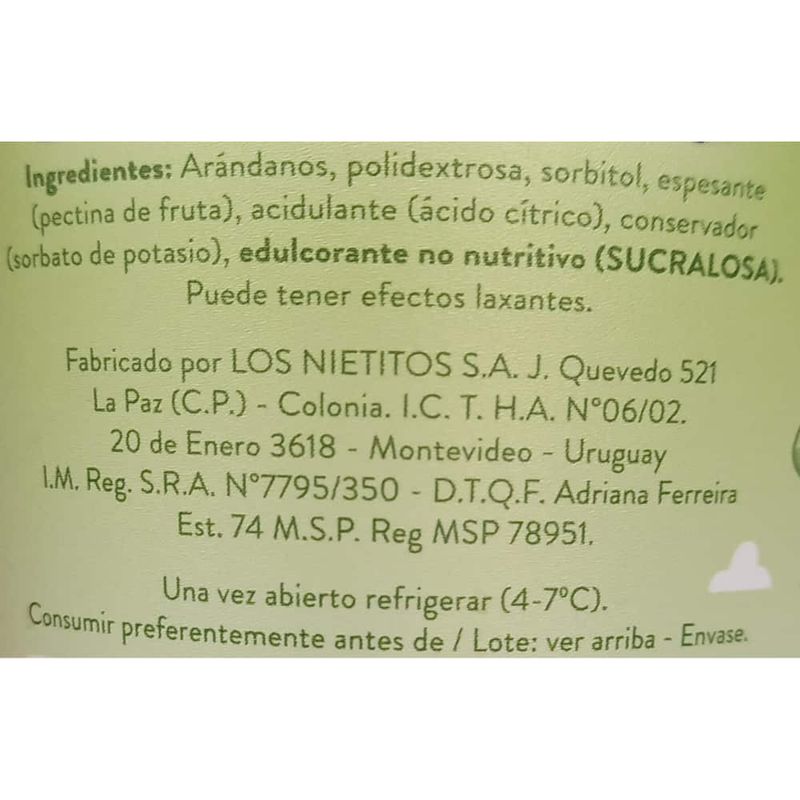 Ingredientes: Arándanos, polidextrosa, sorbitol, espesante
(pectina de fruta), acidulante (ácido cítrico), conservador
(sorbato de potasio), edulcorante no nutritivo (SUCRALOSA).
Puede tener efectos laxantes.
Fabricado por LOS NIETITOS S.A. J. Quevedo 521
La Paz (C.P.) - Colonia. I.C. T. H.A. N°06/02.
20 de Enero 3618 - Montevideo - Uruguay
I.M. Reg. S.R.A. N°7795/350 - D.T.Q.F. Adriana Ferreira
Est. 74 M.S.P. Reg MSP 78951.
Una vez abierto refrigerar (4-7ºC).
Consumir preferentemente antes de / Lote: ver arriba - Envase.